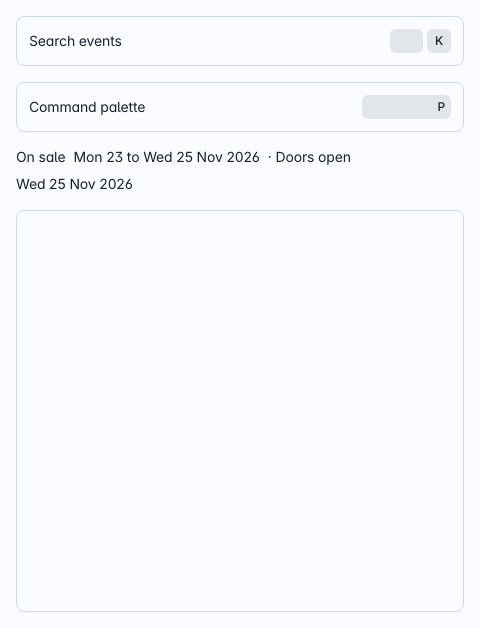 Search events K
Command palette P
On sale Mon 23 to Wed 25 Nov 2026 · Doors open
Wed 25 Nov 2026